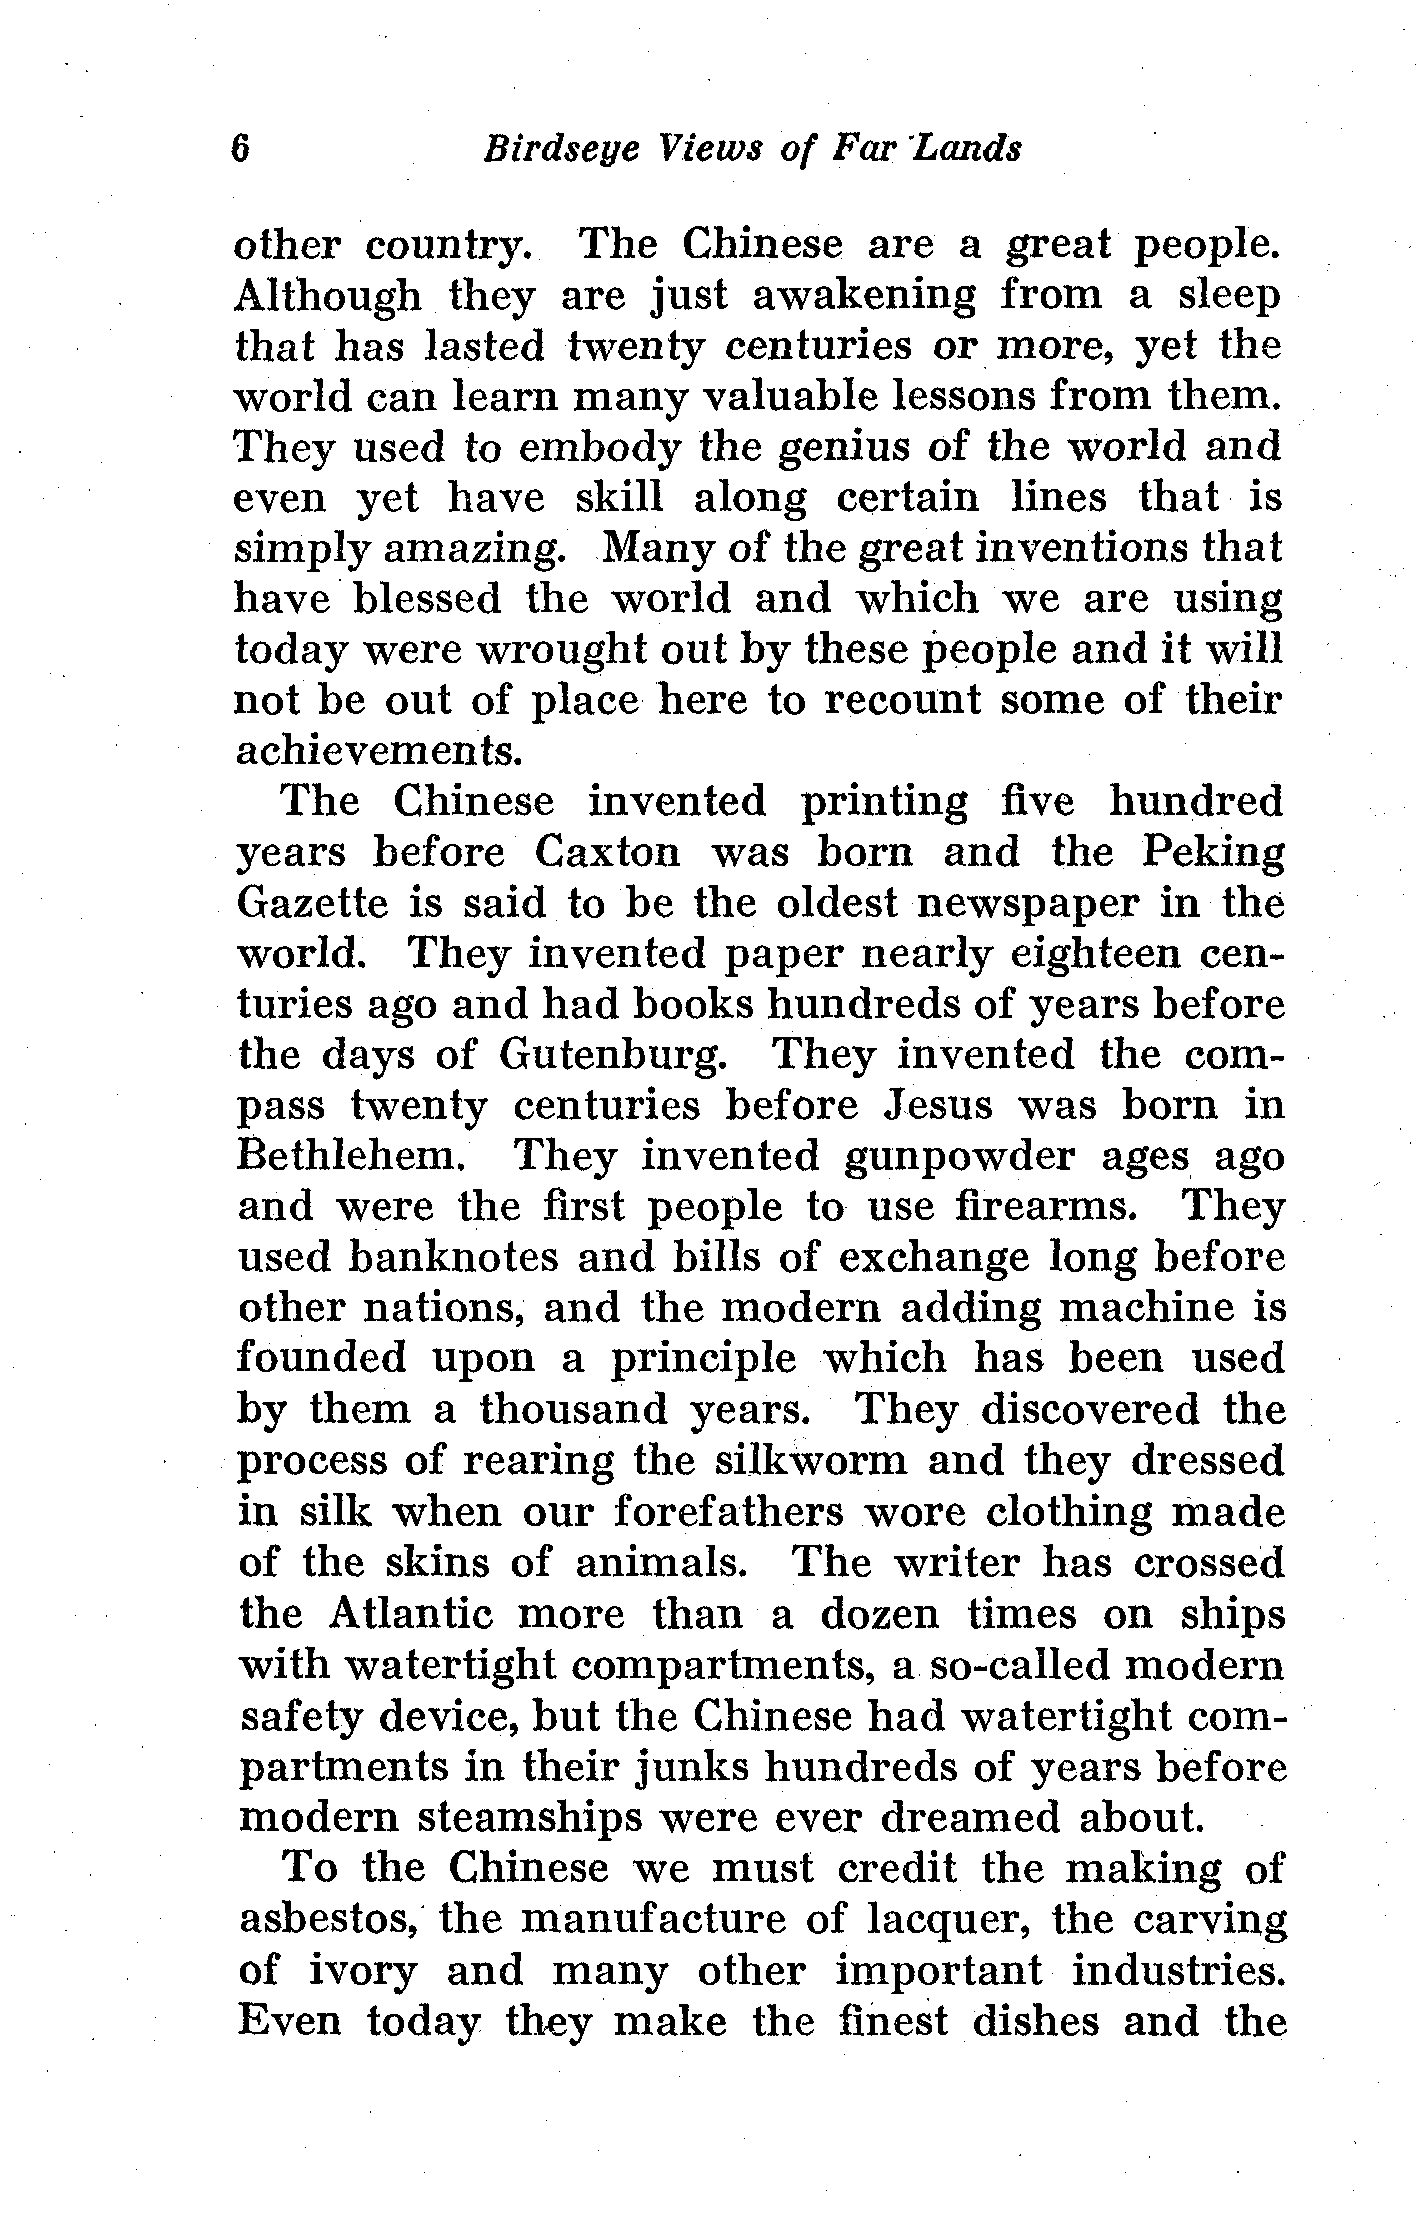 6 Birdseye Views of Far Lands
other country. The Chinese are a great people.
Although they are just awakening from a sleep
that has lasted twenty centuries or more, yet the
world can learn many valuable lessons from them.
They used to embody the genius of the world and
even yet have skill along certain lines that is
simply amazing. Many of the great inventions that
have blessed the world and which we are using
today were wrought out by these people and it will
not be out of place here to recount some of their
achievements.
The Chinese invented printing five hundred
years before Caxton was born and the Peking
Gazette is said to be the oldest newspaper in the
world. They invented paper nearly eighteen cen-
turies ago and had books hundreds of years before
the days of Gutenburg. They invented the com-
pass twenty centuries before Jesus was born in
Bethlehem. They invented gunpowder ages ago
and were the first people to use firearms. They
used banknotes and bills of exchange long before
other nations, and the modern adding machine is
founded upon a principle which has been used
by them a thousand years. They discovered the
process of rearing the silkworm and they dressed
in silk when our forefathers wore clothing made
of the skins of animals. The writer has crossed
the Atlantic more than a dozen times on ships
with watertight compartments, a so-called modern
safety device, but the Chinese had watertight com-
partments in their junks hundreds of years before
modern steamships were ever dreamed about.
To the Chinese we must credit the making of
asbestos, the manufacture of lacquer, the carving
of ivory and many other important industries.
Even today they make the finest dishes and the